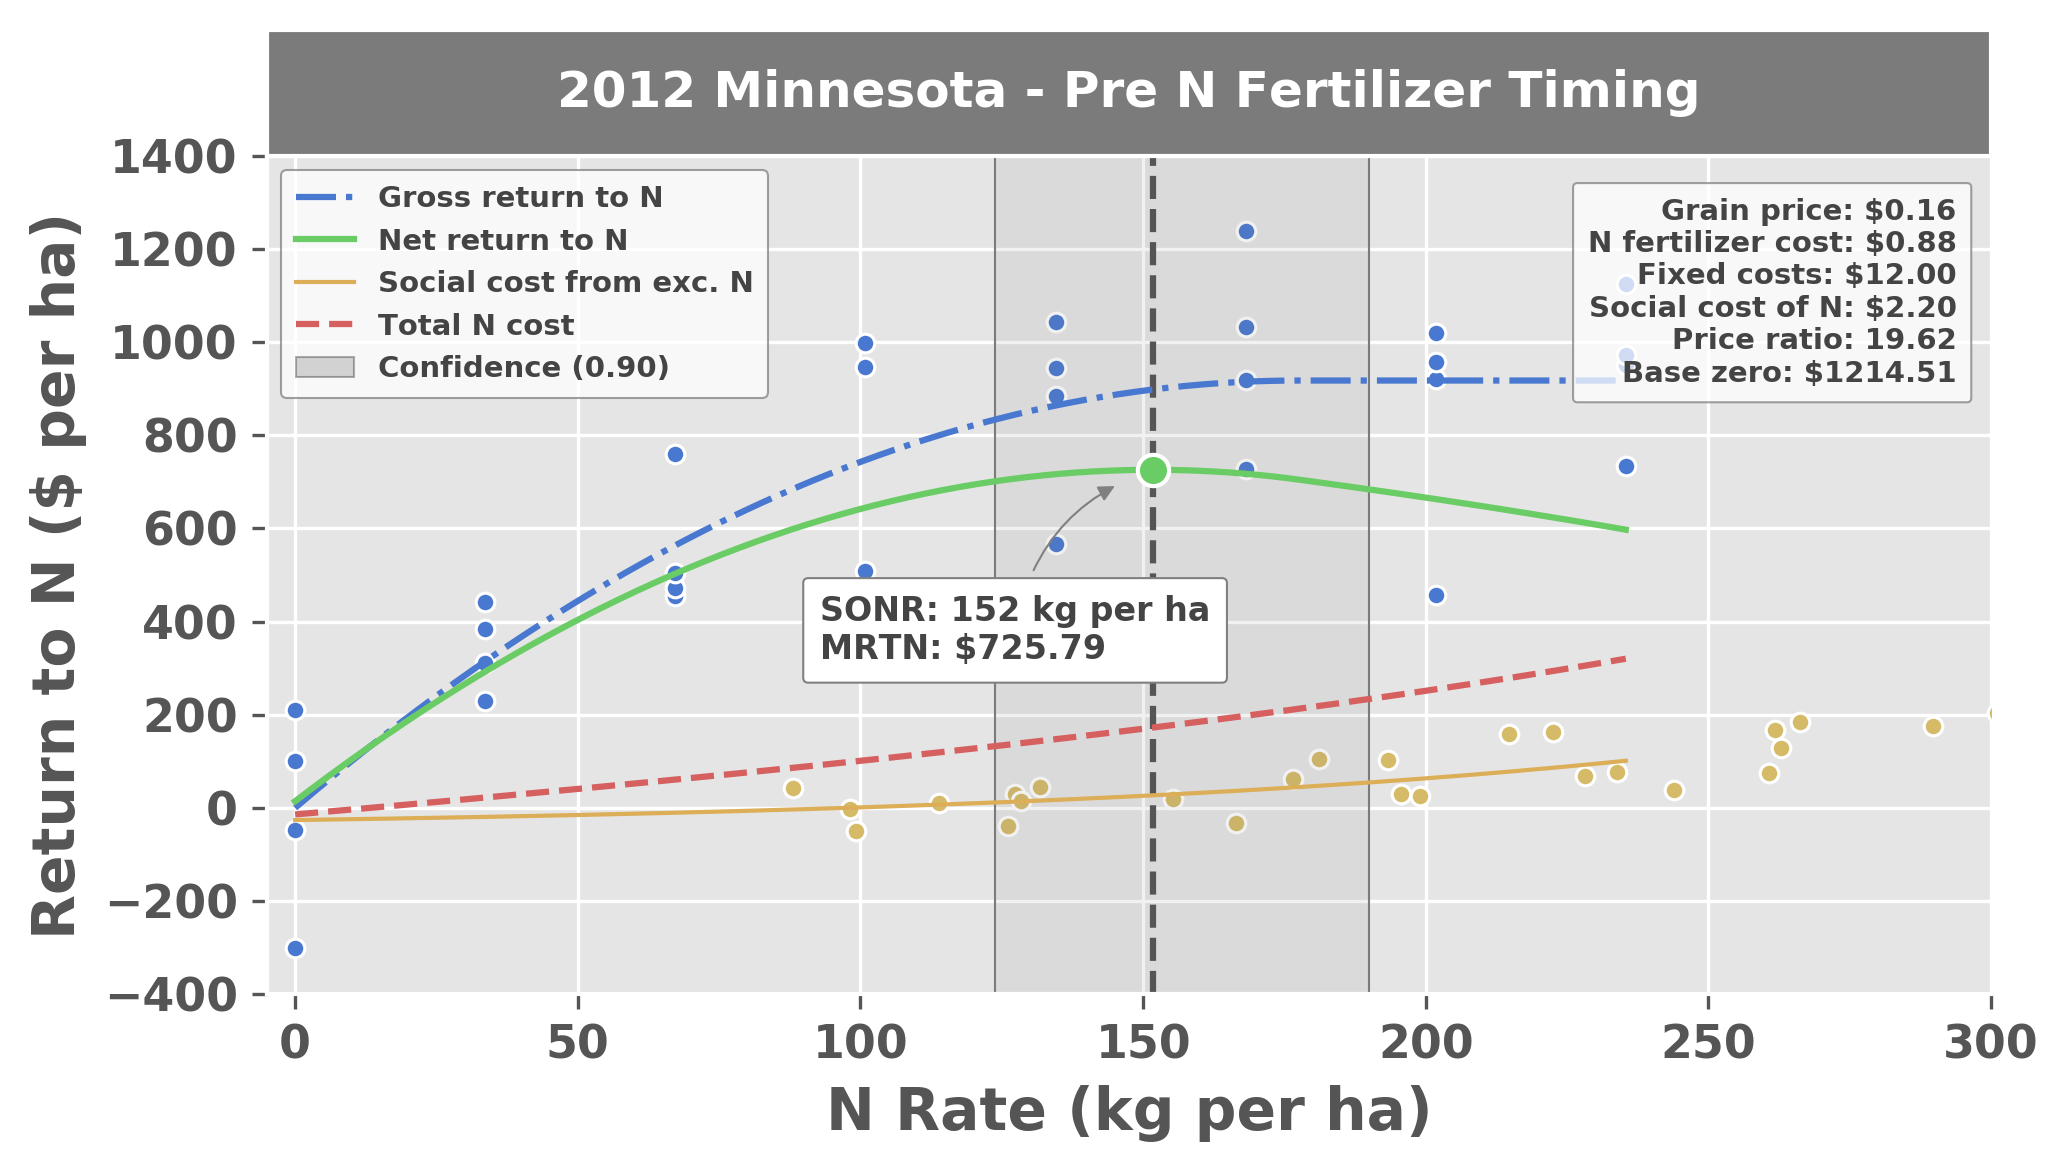 2012 Minnesota - Pre N Fertilizer Timing
Return to N ($ per ha)
1400
1200
1000
800
600
400
200
0
−200
−400
Gross return to N
Net return to N
Social cost from exc. N
Total N cost
Confidence (0.90)
Grain price: $0.16
N fertilizer cost: $0.88
Fixed costs: $12.00
Social cost of N: $2.20
Price ratio: 19.62
Base zero: $1214.51
SONR: 152 kg per ha
MRTN: $725.79
0 50 100 150 200 250 300
N Rate (kg per ha)